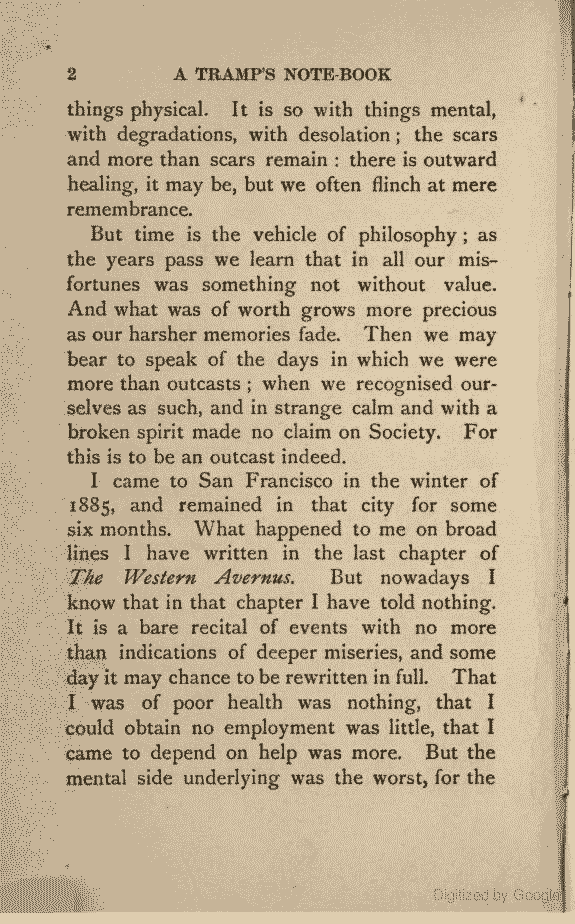 2 A TRAMP'S NOTE-BOOK
things physical. It is so with things mental,
with degradations, with desolation ; the scars
and more than scars remain : there is outward
healing, it may be, but we often flinch at mere
remembrance.
But time is the vehicle of philosophy ; as
the years pass we learn that in all our mis-
fortunes was something not without value.
And what was of worth grows more precious
as our harsher memories fade. Then we may
bear to speak of the days in which we were
more than outcasts ; when we recognised our-
selves as such, and in strange calm and with a
broken spirit made no claim on Society. For
this is to be an outcast indeed.
I came to San Francisco in the winter of
1885, and remained in that city for some
six months. What happened to me on broad
lines I have written in the last chapter of
The Western Avernus. But nowadays I
know that in that chapter I have told nothing.
It is a bare recital of events with no more
than indications of deeper miseries, and some
day it may chance to be rewritten in full. That
I was of poor health was nothing, that I
could obtain no employment was little, that I
came to depend on help was more. But the
mental side underlying was the worst, for the
Digitized by Google